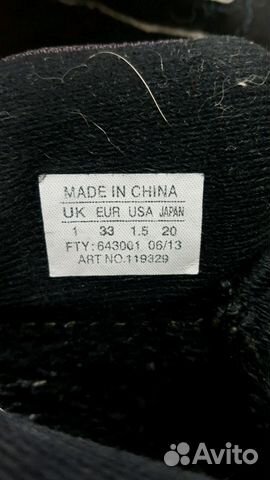 MADE IN CHINA
UK EUR USA JAPAN
1 33 1.5 20
FTY: 643001 06/13
ART NO.119329
Avito